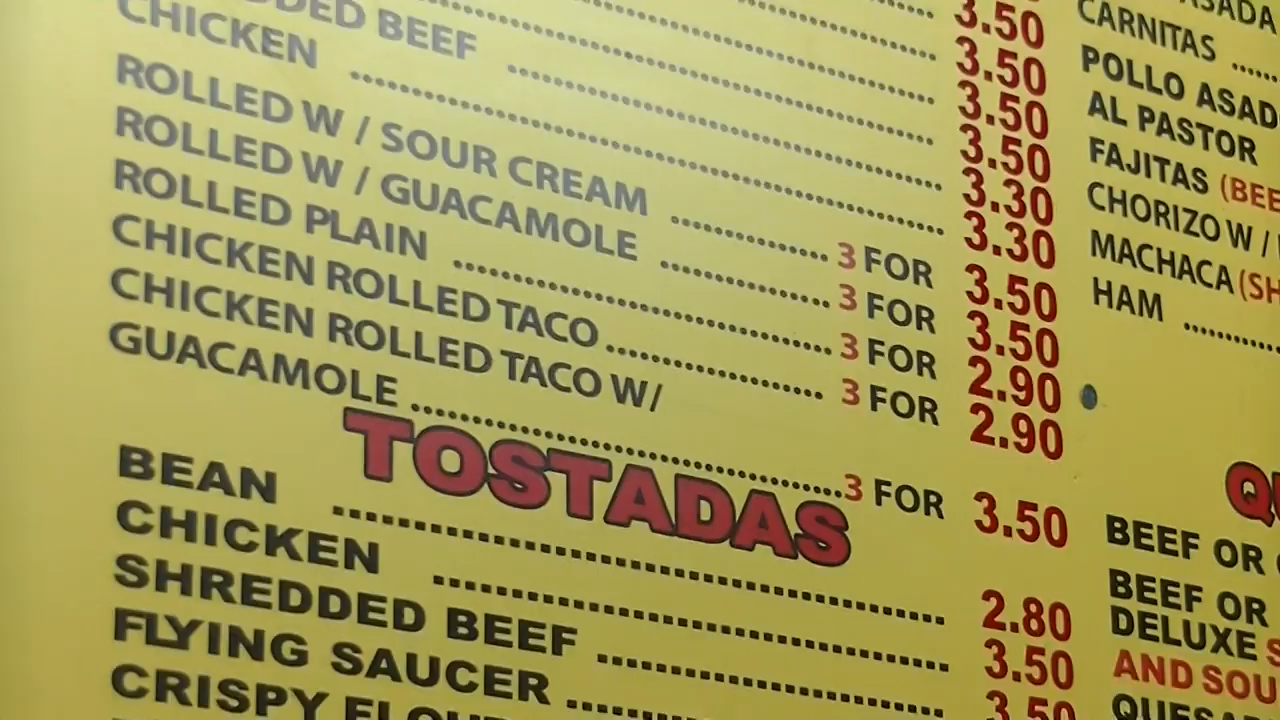 3.50
3.50
3.50
3.50
BEEF ........ 3.30
CHICKEN ........ 3.30
ROLLED W / SOUR CREAM ........ 3 FOR 3.50
ROLLED W / GUACAMOLE ........ 3 FOR 3.50
ROLLED PLAIN ........ 3 FOR 2.90
CHICKEN ROLLED TACO ........ 3 FOR 2.90
CHICKEN ROLLED TACO W/
GUACAMOLE ........ 3 FOR 3.50
TOSTADAS
BEAN ........ 2.80
CHICKEN ........ 3.50
SHREDDED BEEF ........ 3.50
FLYING SAUCER ........
CRISPY
CARNITAS ......
POLLO ASAD
AL PASTOR
FAJITAS (BEE
CHORIZO W /
MACHACA (SH
HAM ........
BEEF OR
BEEF OR
DELUXE
AND SOU